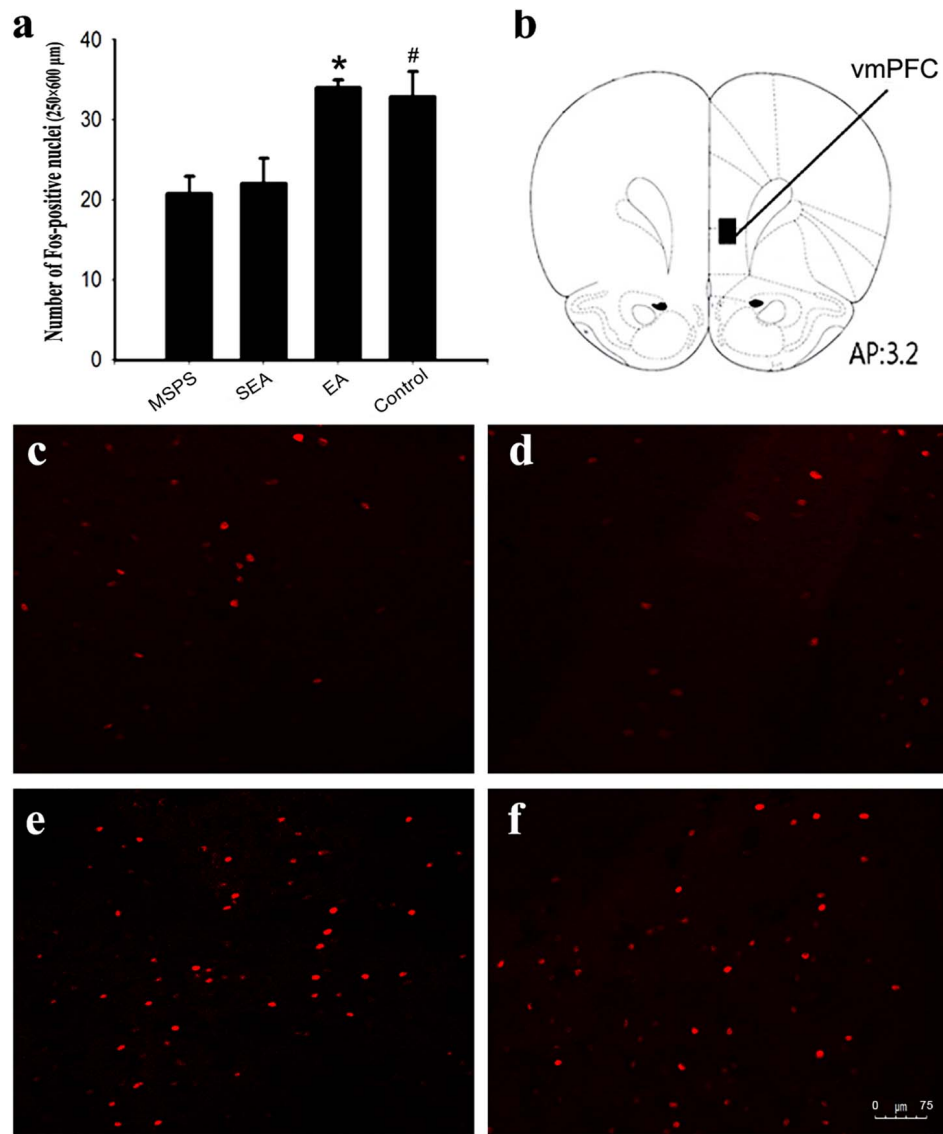 a
Number of Fos-positive nuclei (250×600 μm)
40
30
20
10
0
*
#
MSPS
SEA
EA
Control
b
vmPFC
AP:3.2
c
d
e
f
0 μm 75